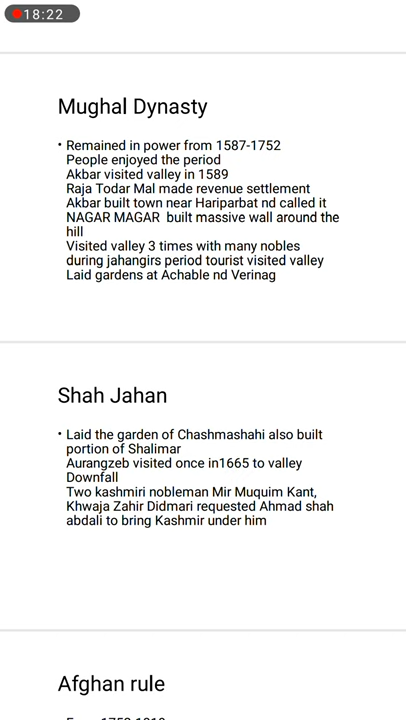 18:22
Mughal Dynasty
• Remained in power from 1587-1752
People enjoyed the period
Akbar visited valley in 1589
Raja Todar Mal made revenue settlement
Akbar built town near Hariparbat nd called it
NAGAR MAGAR built massive wall around the
hill
Visited valley 3 times with many nobles
during jahangirs period tourist visited valley
Laid gardens at Achable nd Verinag
Shah Jahan
• Laid the garden of Chashmashahi also built
portion of Shalimar
Aurangzeb visited once in1665 to valley
Downfall
Two kashmiri nobleman Mir Muquim Kant,
Khwaja Zahir Didmari requested Ahmad shah
abdali to bring Kashmir under him
Afghan rule